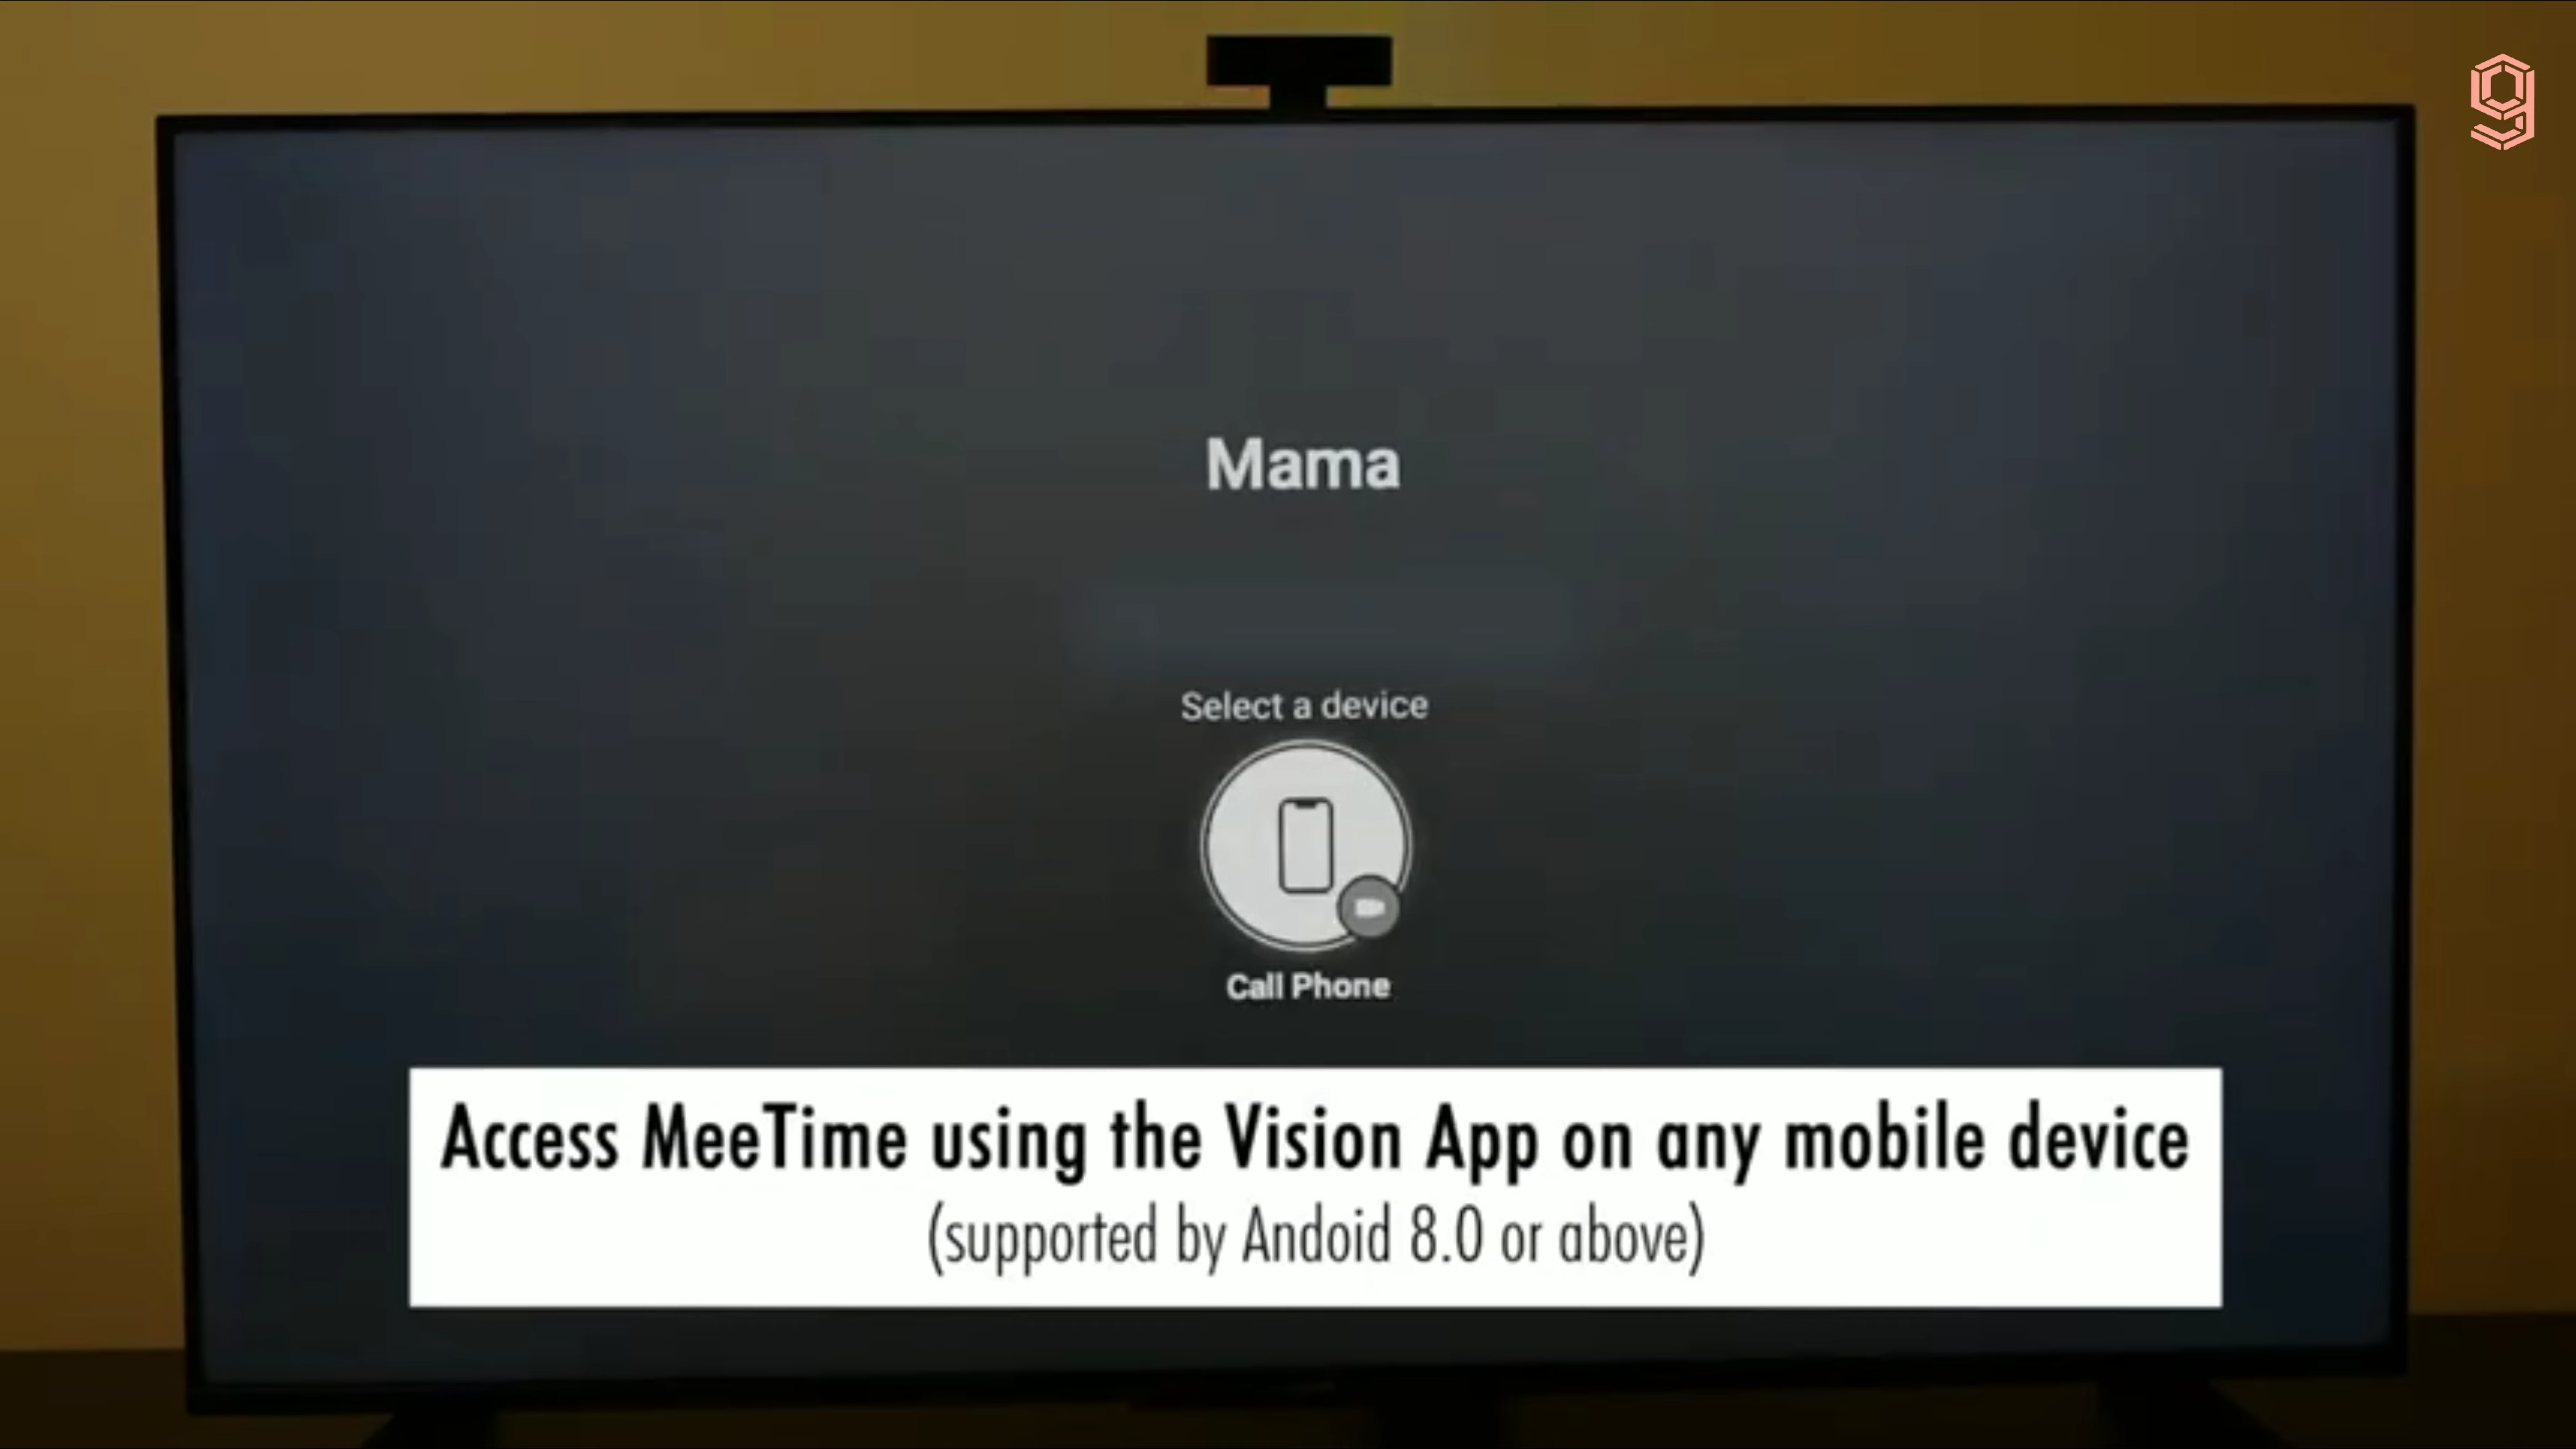 Mama
Select a device
Call Phone
Access MeeTime using the Vision App on any mobile device
(supported by Andoid 8.0 or above)